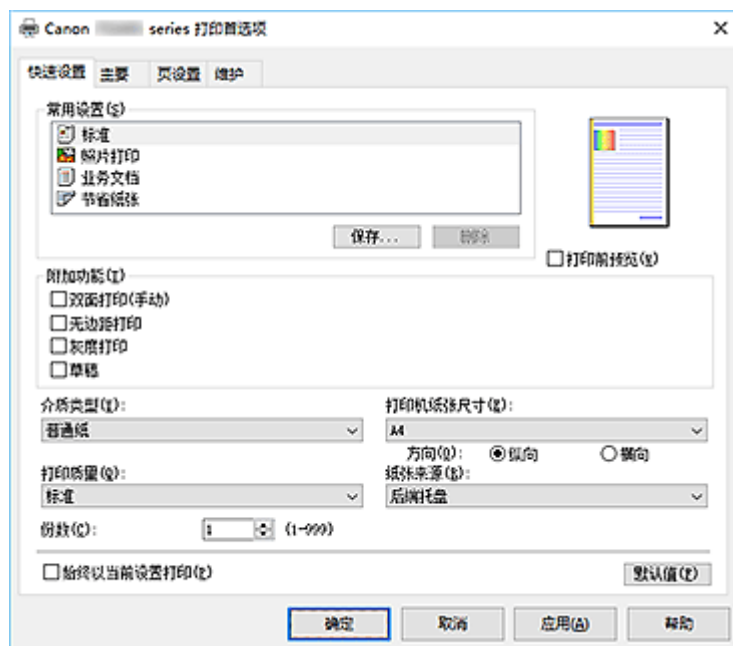 Canon series 打印首选项
快速设置 主要 页设置 维护
常用设置(S)
标准
照片打印
业务文档
节省纸张
保存... 删除
打印前预览(W)
附加功能(I)
双面打印(手动)
无边距打印
灰度打印
草稿
介质类型(Y): 打印机纸张尺寸(Z):
普通纸 A4
方向(O): 纵向 横向
打印质量(Q): 纸张来源(B):
标准 后端托盘
份数(C): 1 (1-999)
始终以当前设置打印(P) 默认值(F)
确定 取消 应用(A) 帮助